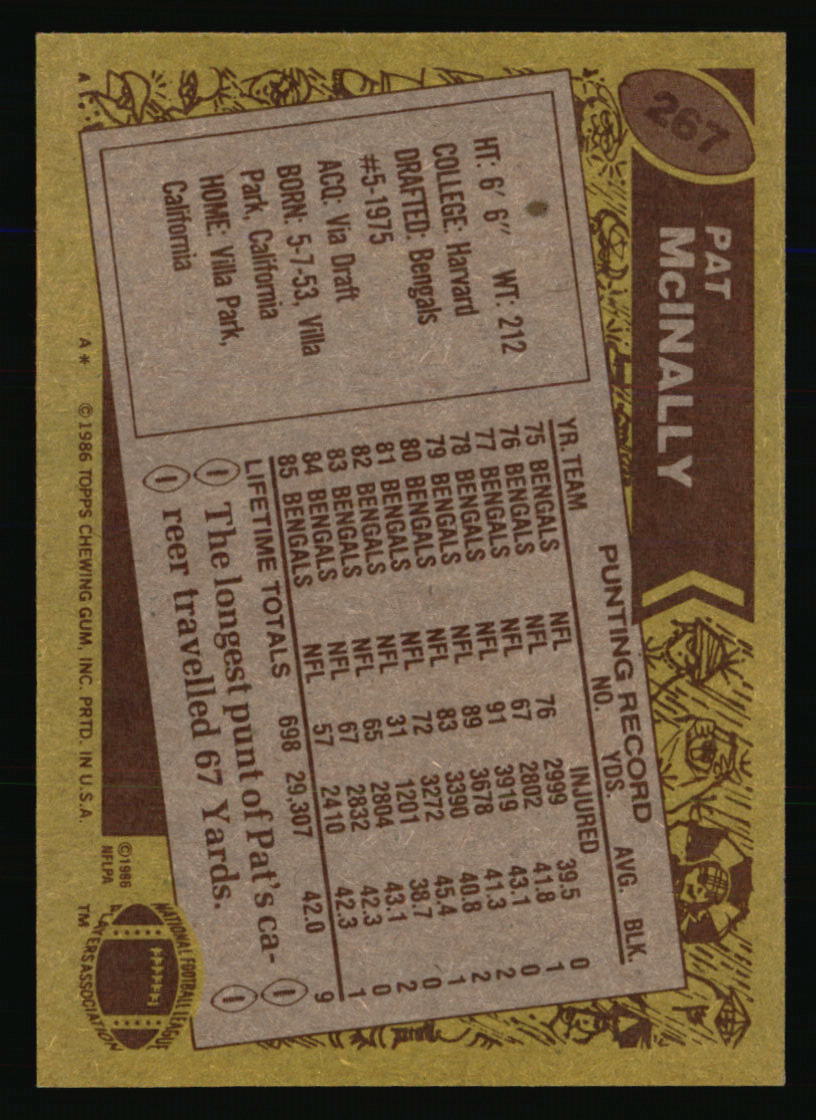 267
PAT
McINALLY
HT: 6' 6" WT: 212
COLLEGE: Harvard
DRAFTED: Bengals
#5-1975
ACQ: Via Draft
BORN: 5-7-53, Villa
Park, California
HOME: Villa Park,
California
PUNTING RECORD
YR. TEAM NO. YDS. AVG. BLK.
75 BENGALS NFL INJURED
76 BENGALS NFL 76 2999 39.5 0
77 BENGALS NFL 67 2802 41.8 1
78 BENGALS NFL 91 3919 43.1 0
79 BENGALS NFL 89 3678 41.3 2
80 BENGALS NFL 83 3390 40.8 2
81 BENGALS NFL 72 3272 45.4 1
82 BENGALS NFL 31 1201 38.7 0
83 BENGALS NFL 65 2804 43.1 2
84 BENGALS NFL 67 2832 42.3 0
85 BENGALS NFL 57 2410 42.3 1
LIFETIME TOTALS 698 29,307 42.0 9
The longest punt of Pat's ca-
reer travelled 67 Yards.
©1986
NFLPA
TM
NATIONAL FOOTBALL LEAGUE
PLAYERS ASSOCIATION
A * ©1986 TOPPS CHEWING GUM, INC. PRTD. IN U.S.A.